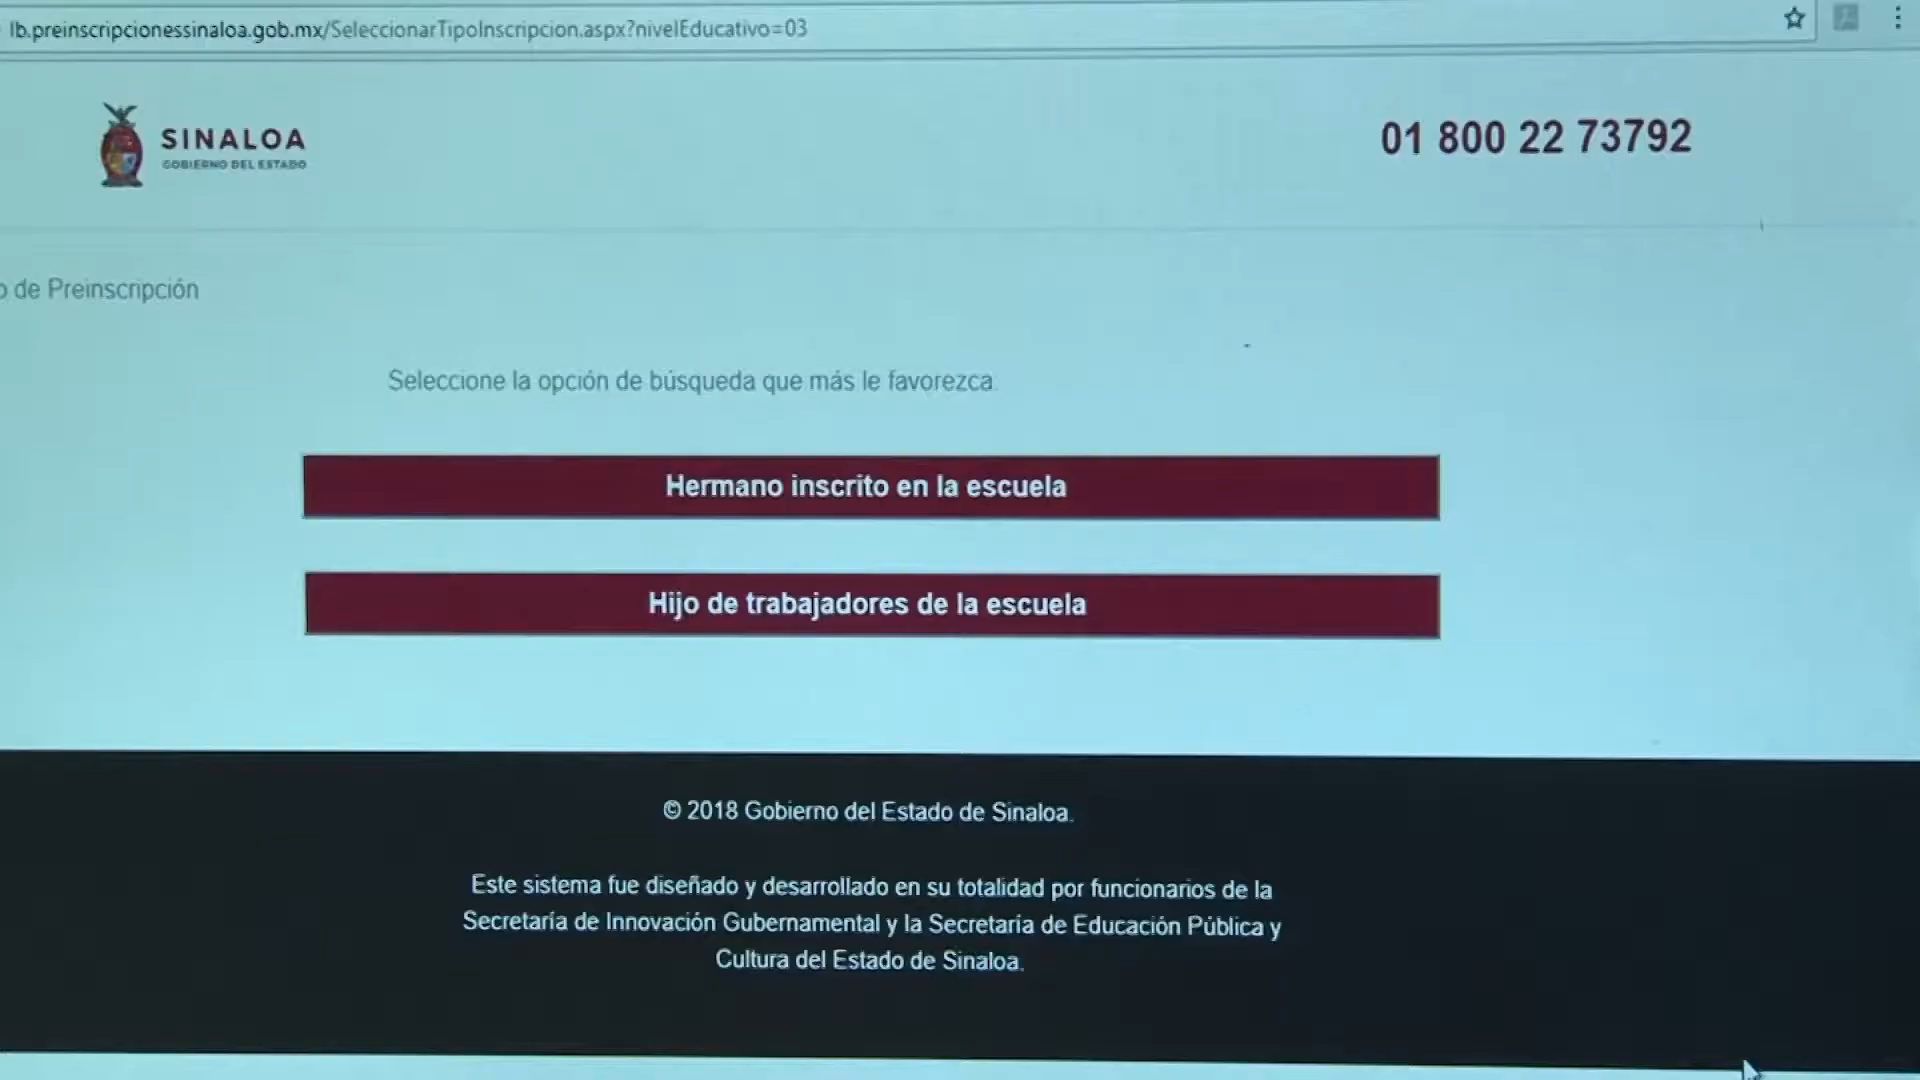 lb.preinscripcionessinaloa.gob.mx/SeleccionarTipoInscripcion.aspx?nivelEducativo=03
SINALOA
GOBIERNO DEL ESTADO
01 800 22 73792
o de Preinscripción
Seleccione la opción de búsqueda que más le favorezca.
Hermano inscrito en la escuela
Hijo de trabajadores de la escuela
© 2018 Gobierno del Estado de Sinaloa.
Este sistema fue diseñado y desarrollado en su totalidad por funcionarios de la
Secretaría de Innovación Gubernamental y la Secretaría de Educación Pública y
Cultura del Estado de Sinaloa.